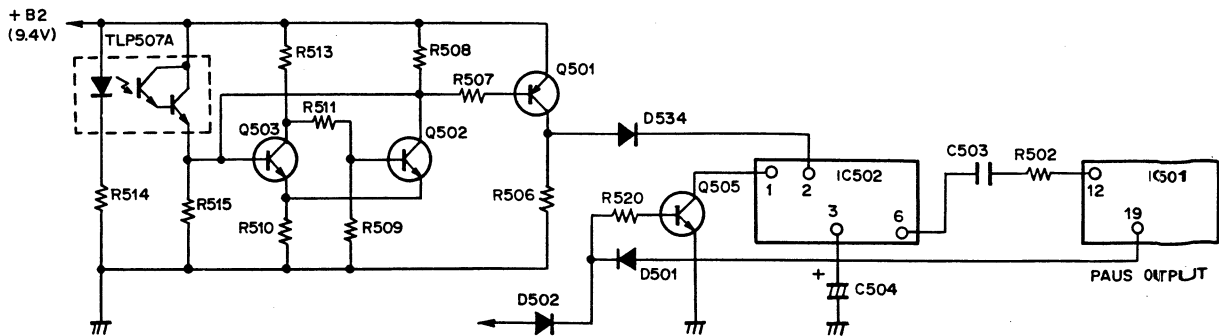 + B2
(9.4V)
TLP507A
R513
R508
Q501
R507
R511
Q503
Q502
D534
R514
R515
R510
R509
R506
R520
Q505
1
2
IC502
3
6
C503
R502
12
IC501
19
D501
D502
+
C504
PAUS OUTPUT